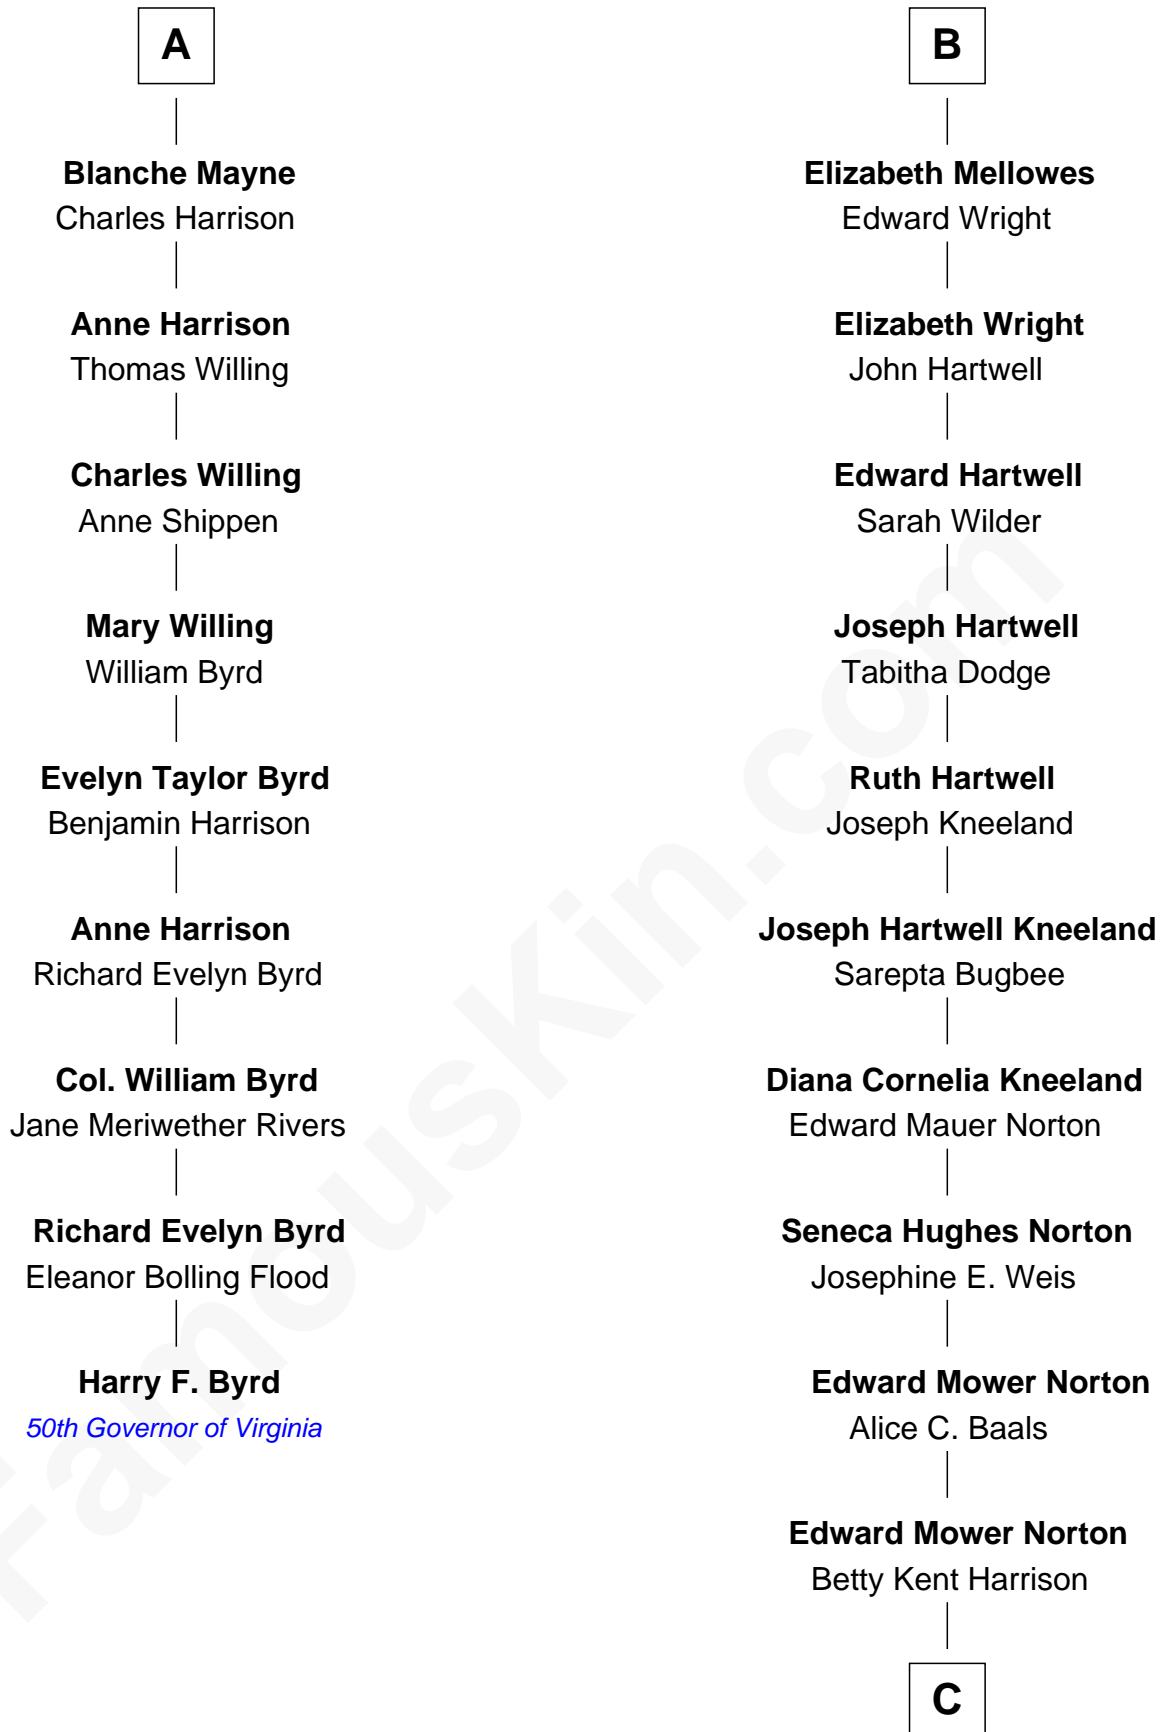 A
Blanche Mayne
Charles Harrison
Anne Harrison
Thomas Willing
Charles Willing
Anne Shippen
Mary Willing
William Byrd
Evelyn Taylor Byrd
Benjamin Harrison
Anne Harrison
Richard Evelyn Byrd
Col. William Byrd
Jane Meriwether Rivers
Richard Evelyn Byrd
Eleanor Bolling Flood
Harry F. Byrd
50th Governor of Virginia
B
Elizabeth Mellowes
Edward Wright
Elizabeth Wright
John Hartwell
Edward Hartwell
Sarah Wilder
Joseph Hartwell
Tabitha Dodge
Ruth Hartwell
Joseph Kneeland
Joseph Hartwell Kneeland
Sarepta Bugbee
Diana Cornelia Kneeland
Edward Mauer Norton
Seneca Hughes Norton
Josephine E. Weis
Edward Mower Norton
Alice C. Baals
Edward Mower Norton
Betty Kent Harrison
C
FamousKin.com